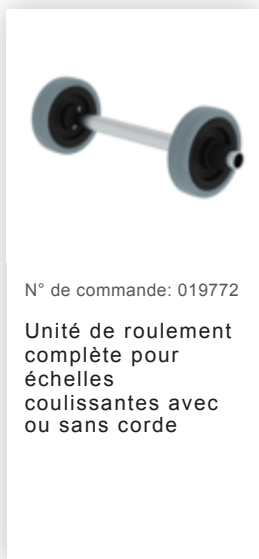 N° de commande: 019772
Unité de roulement
complète pour
échelles
coulissantes avec
ou sans corde